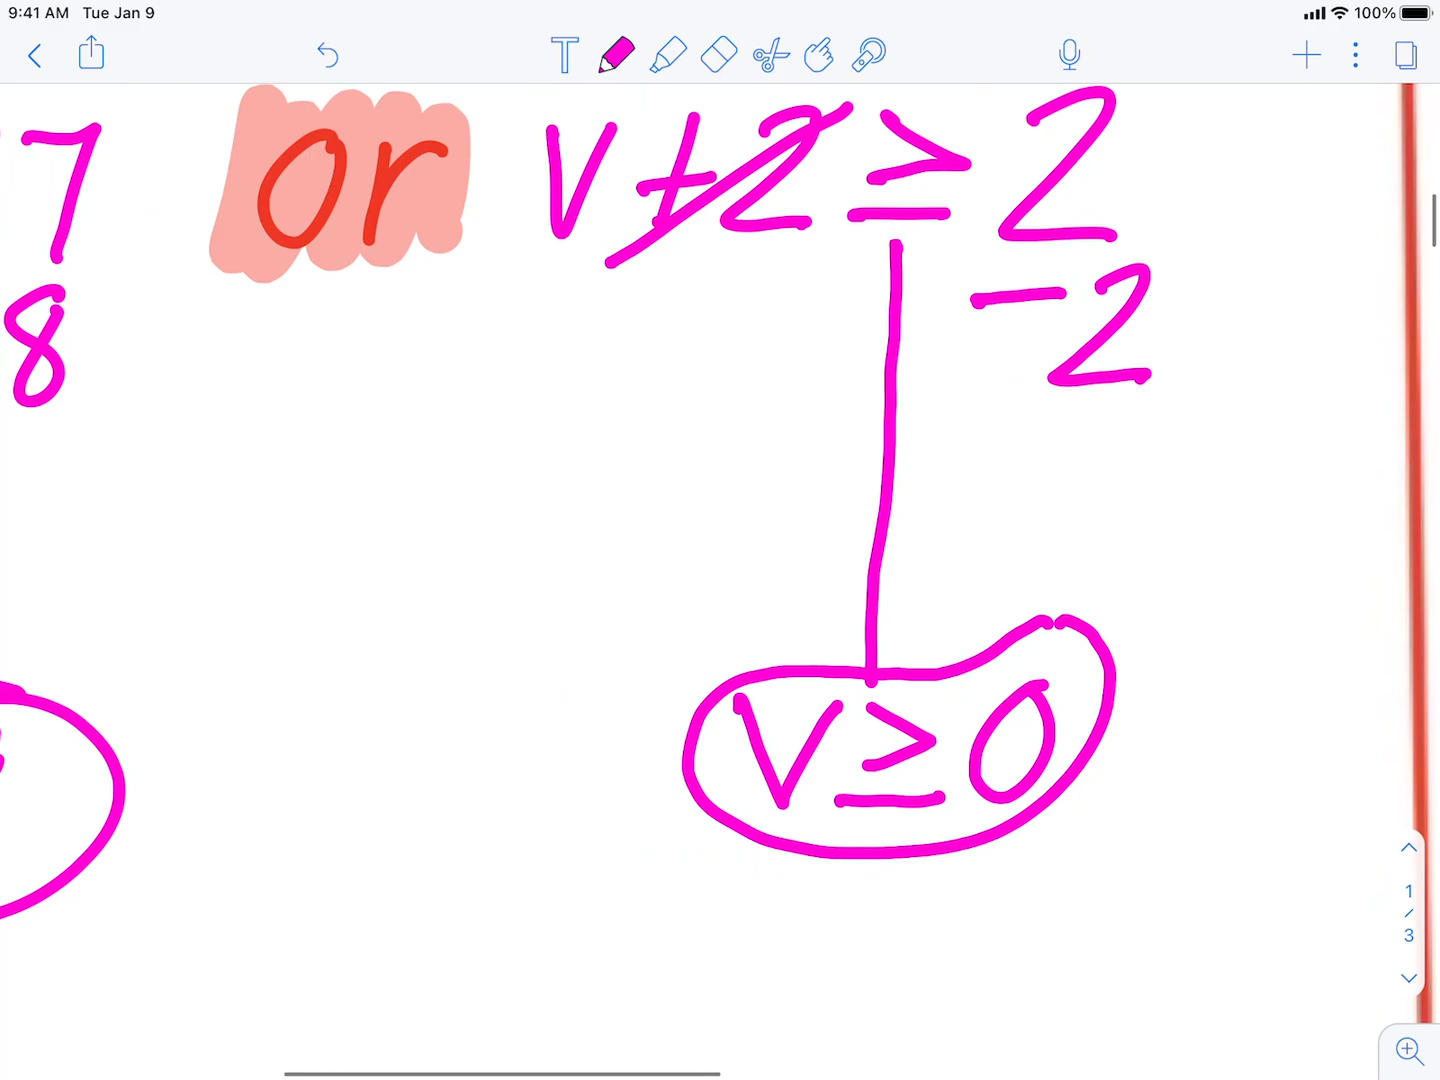 9:41 AM Tue Jan 9 100%
T
7 or v + 2 ≥ 2
8 - 2
v ≥ 0
1
/
3